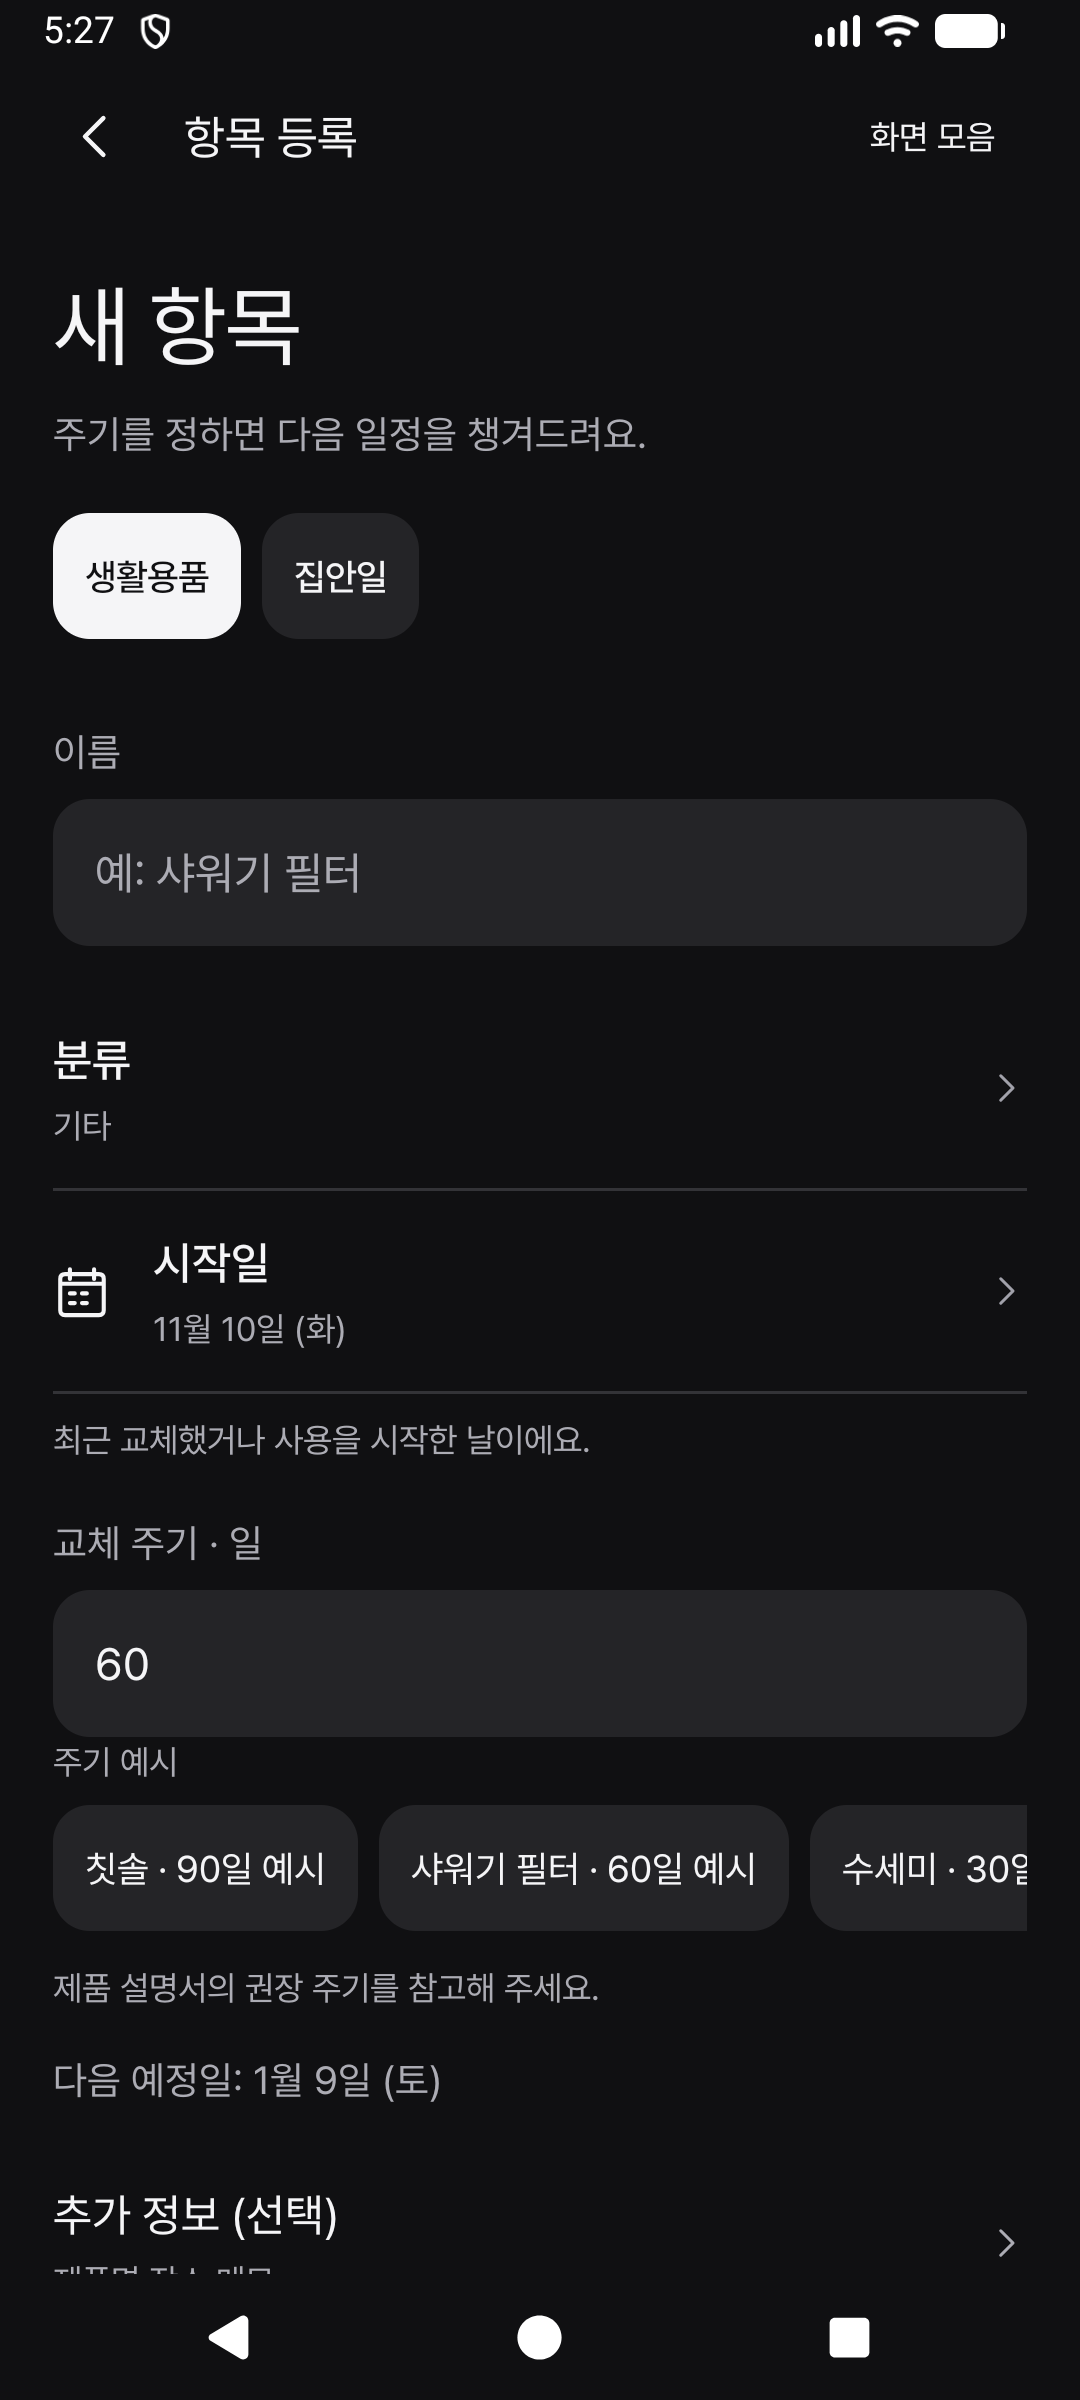 5:27
항목 등록
화면 모음
새 항목
주기를 정하면 다음 일정을 챙겨드려요.
생활용품
집안일
이름
예: 샤워기 필터
분류
기타
시작일
11월 10일 (화)
최근 교체했거나 사용을 시작한 날이에요.
교체 주기 · 일
60
주기 예시
칫솔 · 90일 예시
샤워기 필터 · 60일 예시
수세미 · 30일
제품 설명서의 권장 주기를 참고해 주세요.
다음 예정일: 1월 9일 (토)
추가 정보 (선택)